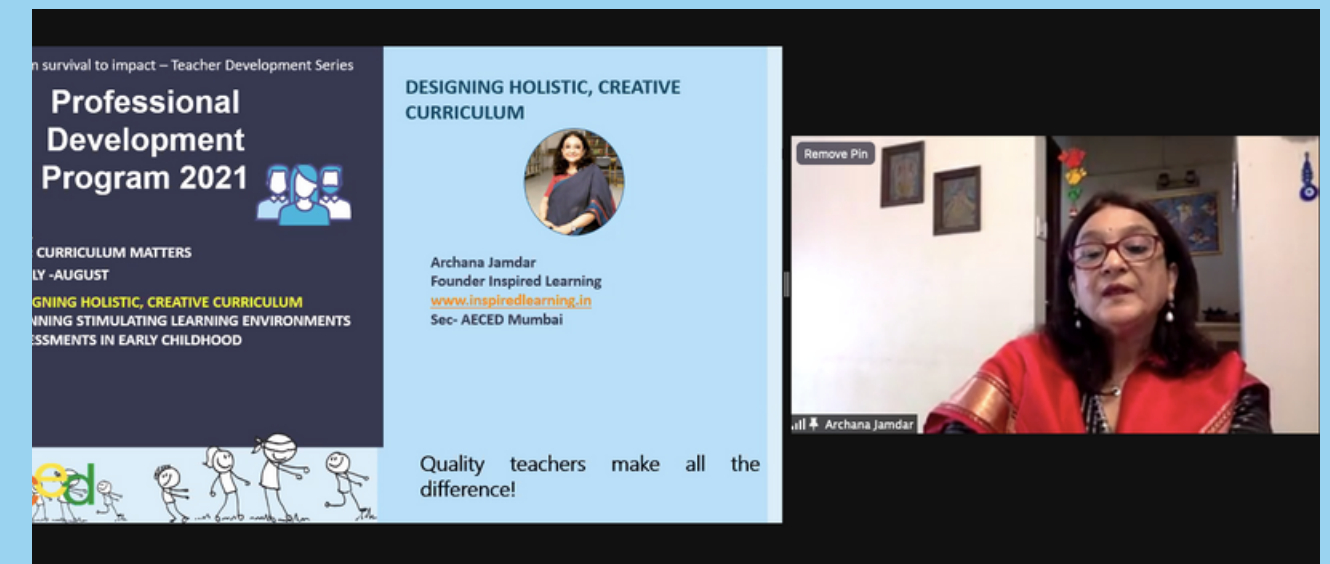 n survival to impact – Teacher Development Series
Professional
Development
Program 2021
CURRICULUM MATTERS
LY -AUGUST
GNING HOLISTIC, CREATIVE CURRICULUM
NNING STIMULATING LEARNING ENVIRONMENTS
ESSMENTS IN EARLY CHILDHOOD
ed
DESIGNING HOLISTIC, CREATIVE
CURRICULUM
Archana Jamdar
Founder Inspired Learning
www.inspiredlearning.in
Sec- AECED Mumbai
Quality teachers make all the
difference!
Remove Pin
Archana Jamdar